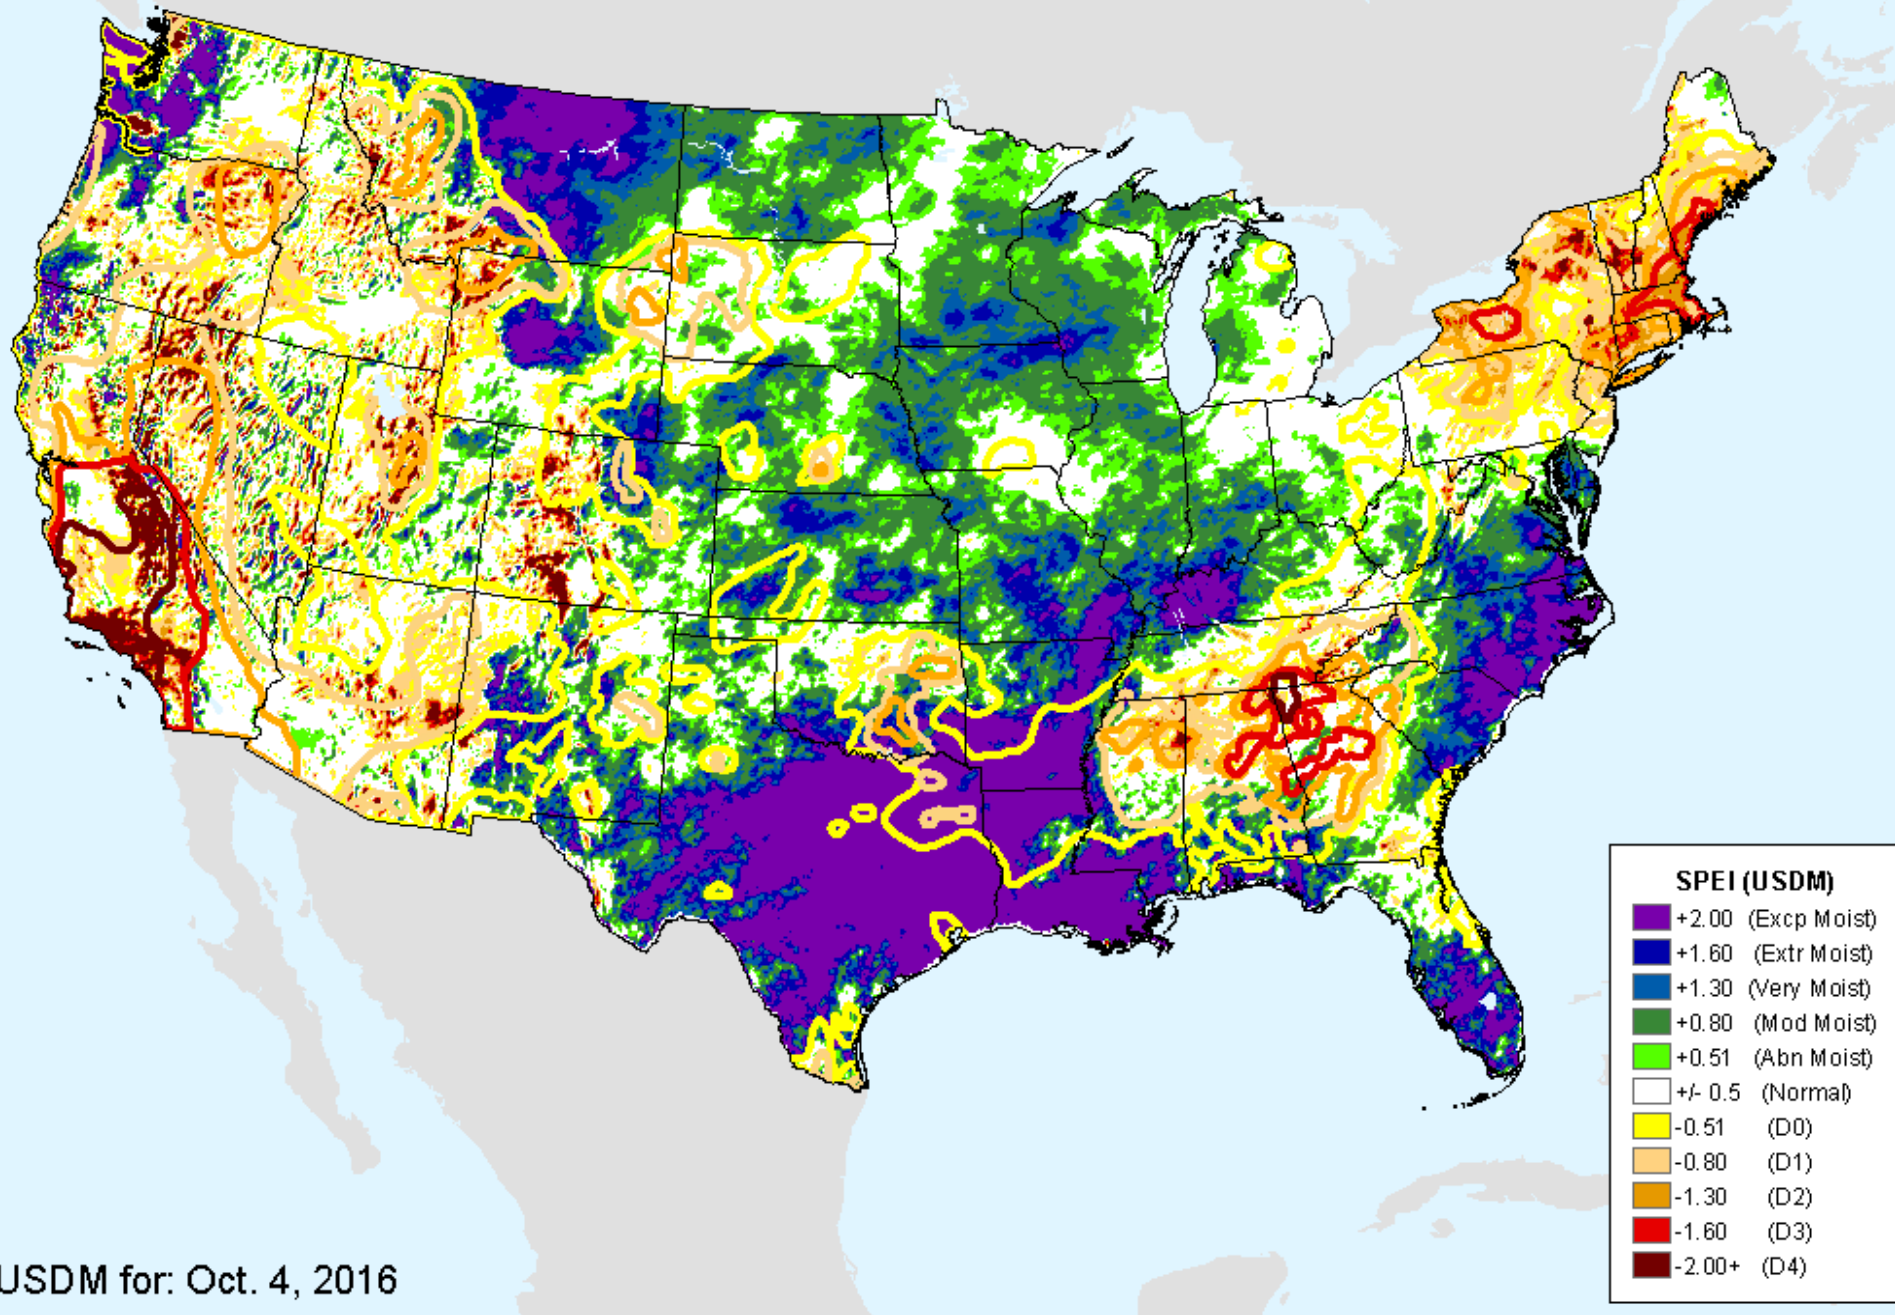 SPEI (USDM)
+2.00 (Excp Moist)
+1.60 (Extr Moist)
+1.30 (Very Moist)
+0.80 (Mod Moist)
+0.51 (Abn Moist)
+/- 0.5 (Normal)
-0.51 (D0)
-0.80 (D1)
-1.30 (D2)
-1.60 (D3)
-2.00+ (D4)
USDM for: Oct. 4, 2016